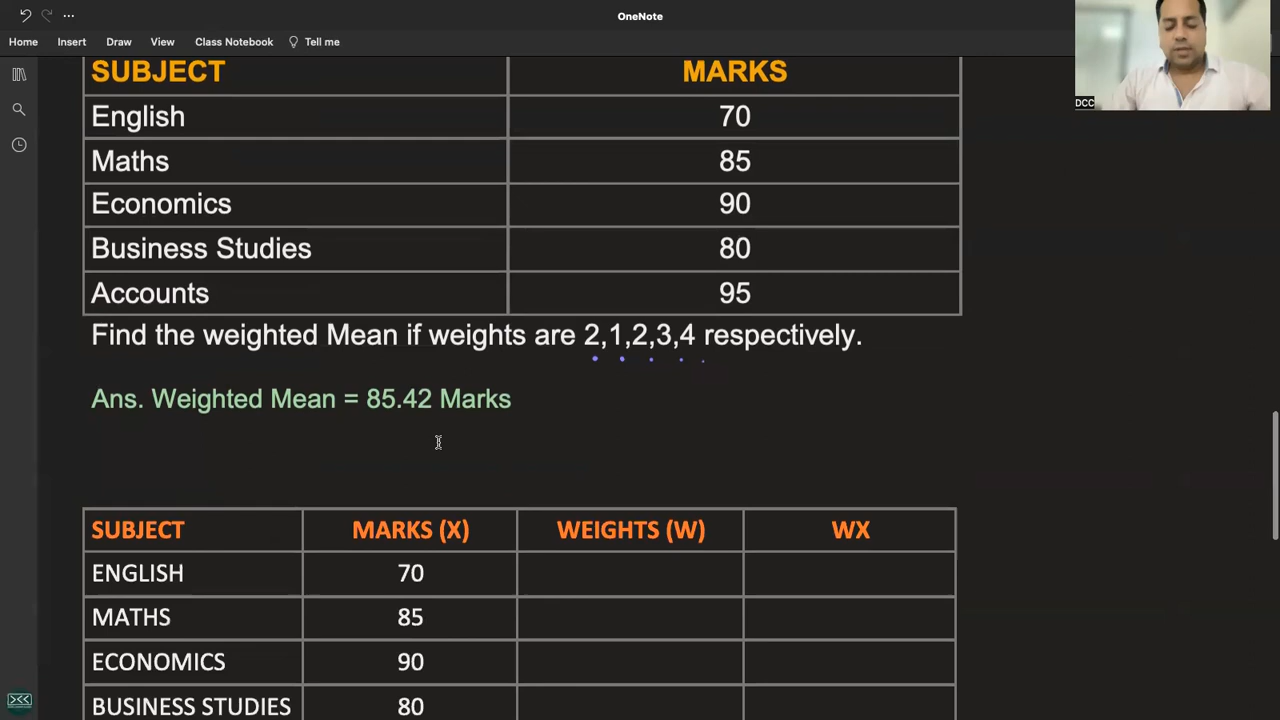 OneNote
Home Insert Draw View Class Notebook Tell me
DCC
SUBJECT MARKS
English 70
Maths 85
Economics 90
Business Studies 80
Accounts 95
Find the weighted Mean if weights are 2,1,2,3,4 respectively.
Ans. Weighted Mean = 85.42 Marks
SUBJECT MARKS (X) WEIGHTS (W) WX
ENGLISH 70
MATHS 85
ECONOMICS 90
BUSINESS STUDIES 80
DCC